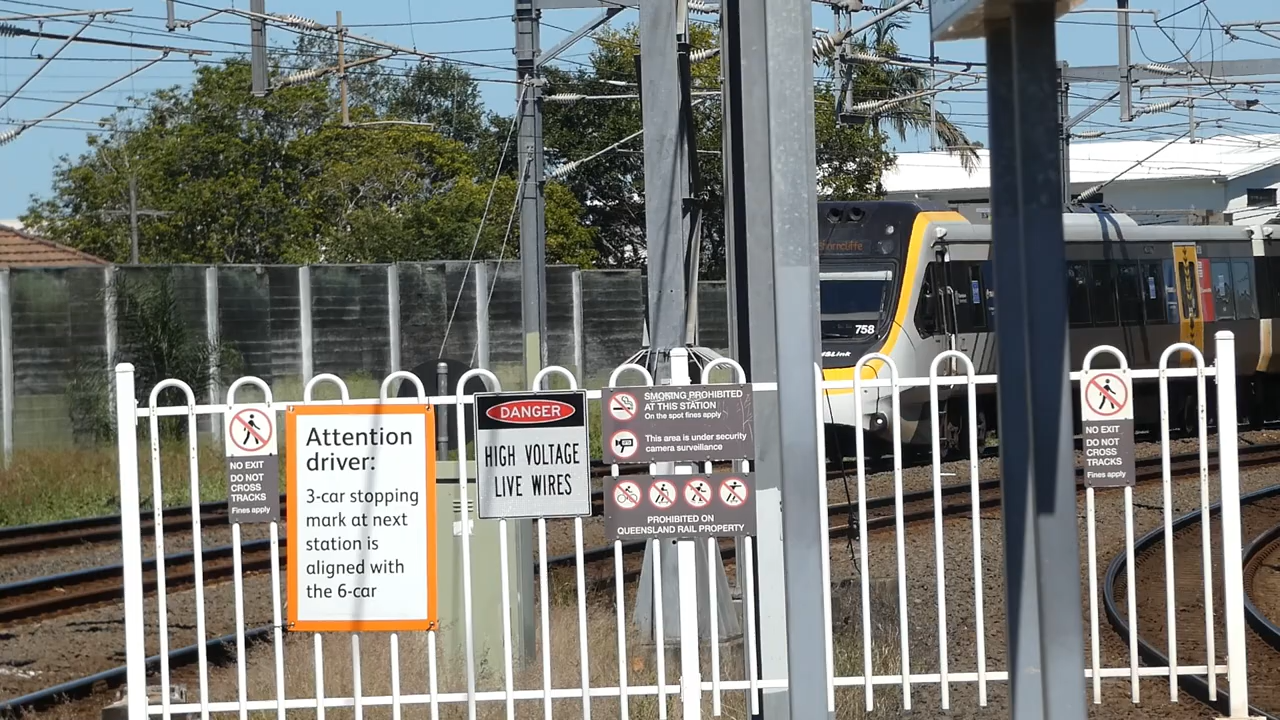 758
NO EXIT
DO NOT
CROSS
TRACKS
Fines apply
Attention
driver:
3-car stopping
mark at next
station is
aligned with
the 6-car
DANGER
HIGH VOLTAGE
LIVE WIRES
SMOKING PROHIBITED
AT THIS STATION
On the spot fines apply
This area is under security
camera surveillance
PROHIBITED ON
QUEENSLAND RAIL PROPERTY
NO EXIT
DO NOT
CROSS
TRACKS
Fines apply